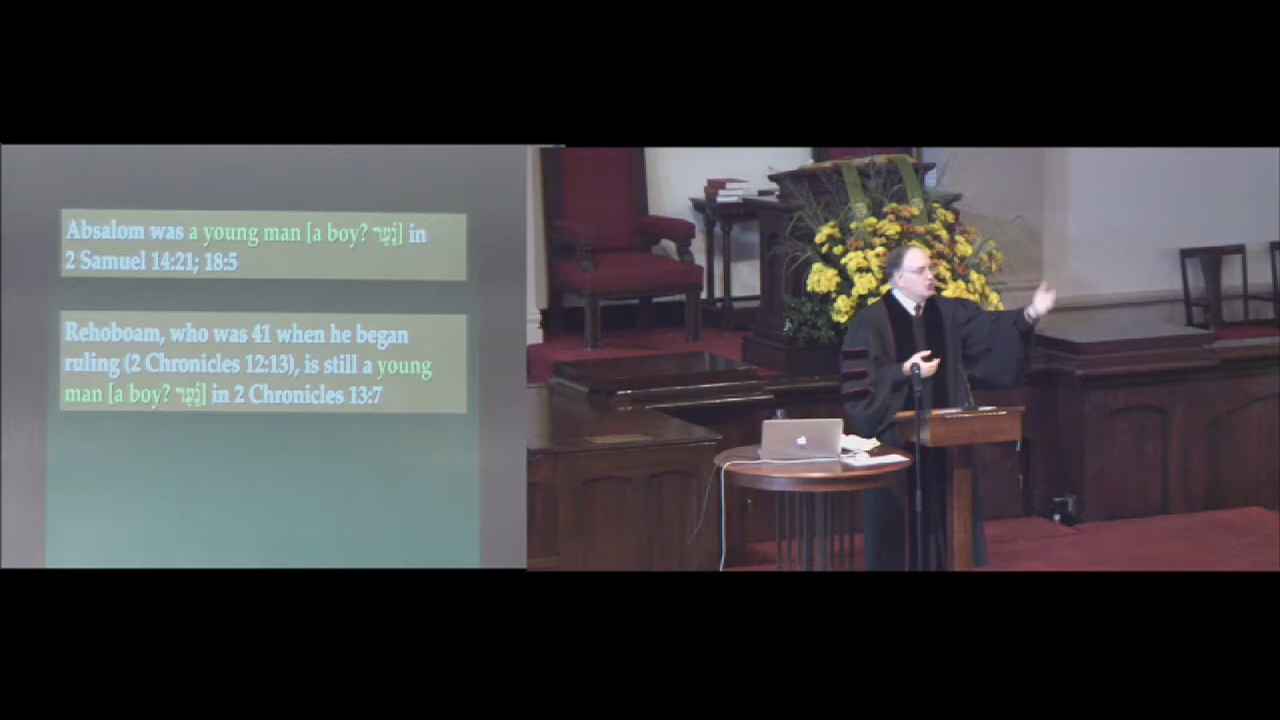 Absalom was a young man [a boy? נָעַר] in
2 Samuel 14:21; 18:5
Rehoboam, who was 41 when he began
ruling (2 Chronicles 12:13), is still a young
man [a boy? נָעַר] in 2 Chronicles 13:7